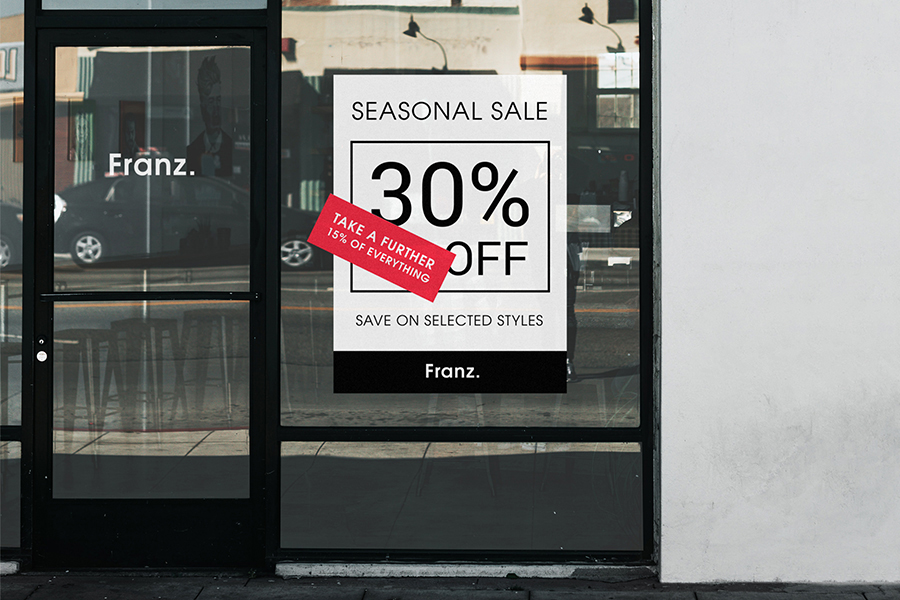 Franz.
SEASONAL SALE
30%
OFF
TAKE A FURTHER
15% OF EVERYTHING
SAVE ON SELECTED STYLES
Franz.